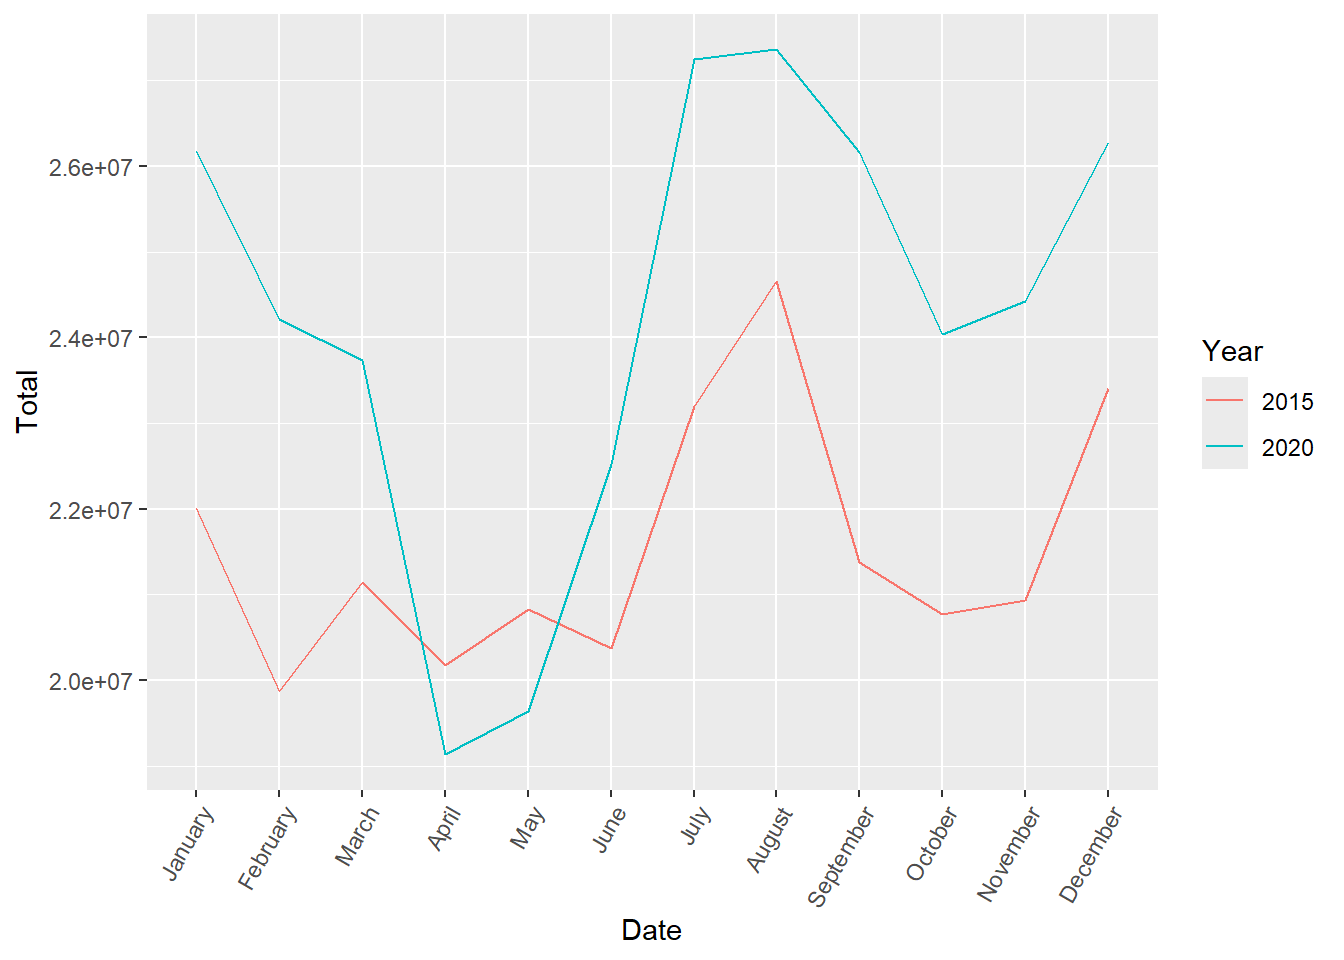 Total
2.6e+07
2.4e+07
2.2e+07
2.0e+07
January
February
March
April
May
June
July
August
September
October
November
December
Date
Year
2015
2020